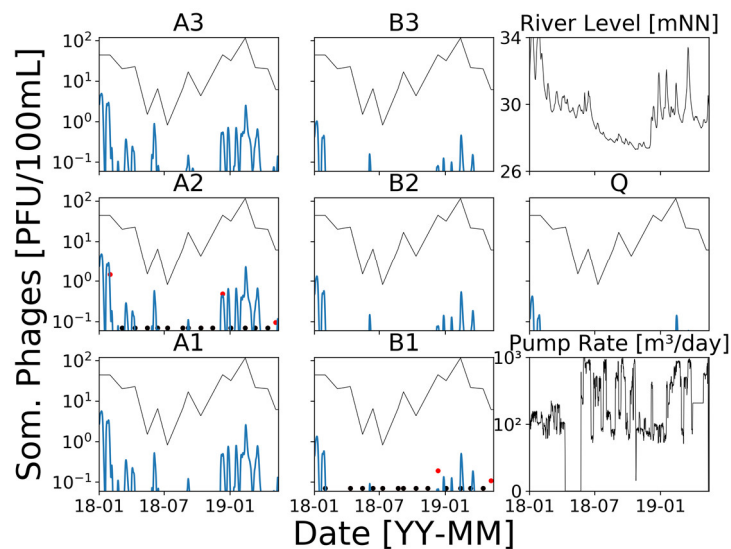 A3 B3 River Level [mNN]
10² 34
10¹
10⁰ 30
10⁻¹ 26
A2 B2 Q
10²
10¹
10⁰
10⁻¹
A1 B1 Pump Rate [m³/day]
10² 10³
10¹ 10²
10⁰
10⁻¹ 0
18-01 18-07 19-01 18-01 18-07 19-01 18-01 18-07 19-01
Som. Phages [PFU/100mL]
Date [YY-MM]